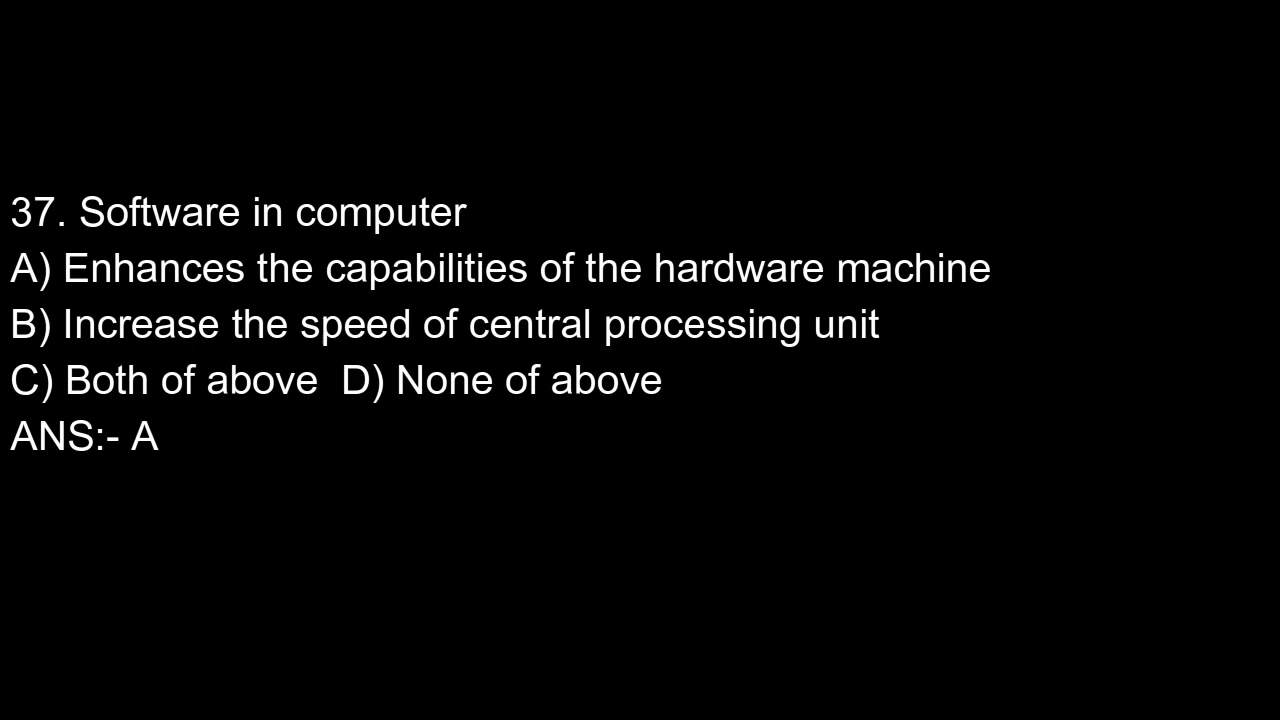 37. Software in computer
A) Enhances the capabilities of the hardware machine
B) Increase the speed of central processing unit
C) Both of above  D) None of above
ANS:- A